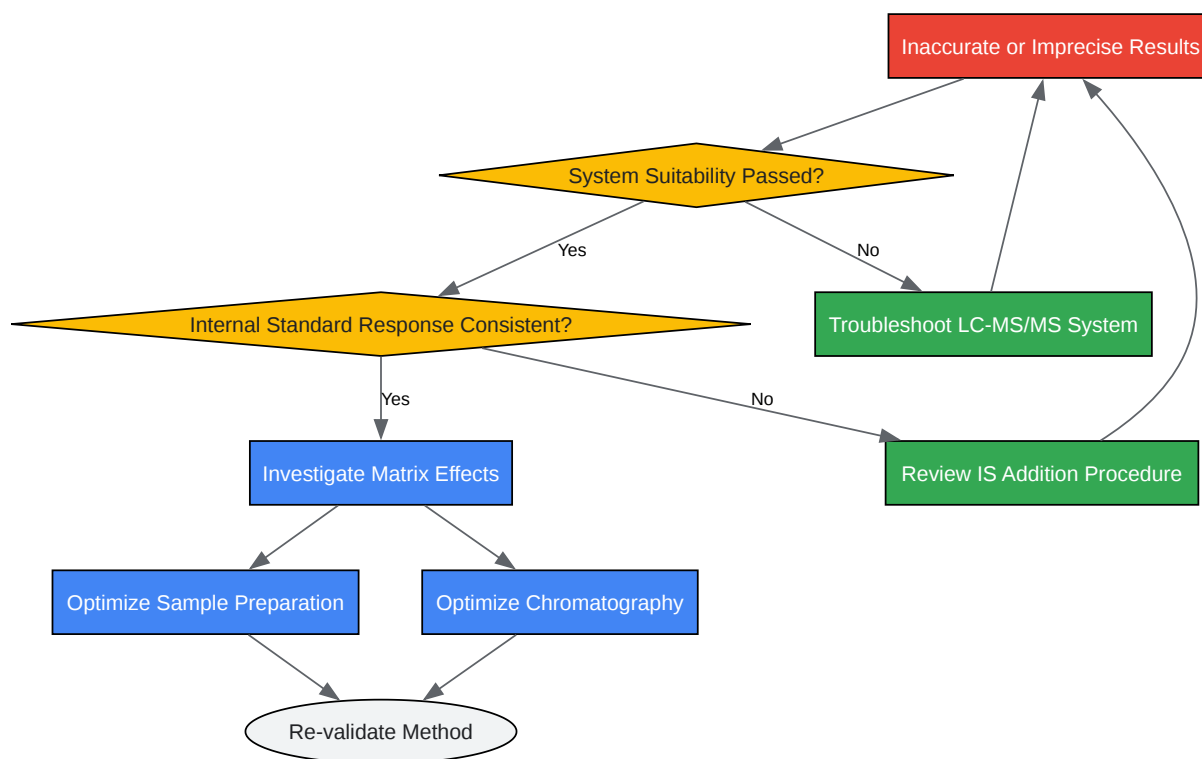 Inaccurate or Imprecise Results
System Suitability Passed?
Yes
No
Internal Standard Response Consistent?
Troubleshoot LC-MS/MS System
Yes
No
Investigate Matrix Effects
Review IS Addition Procedure
Optimize Sample Preparation
Optimize Chromatography
Re-validate Method